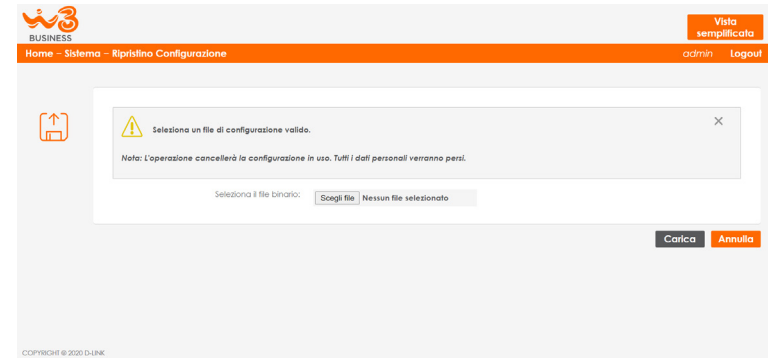 W3
BUSINESS
Vista
semplificata
Home – Sistema – Ripristino Configurazione
admin Logout
Seleziona un file di configurazione valido.
Nota: L'operazione cancellerà la configurazione in uso. Tutti i dati personali verranno persi.
Seleziona il file binario:
Scegli file Nessun file selezionato
Carica Annulla
COPYRIGHT © 2020 D-LINK